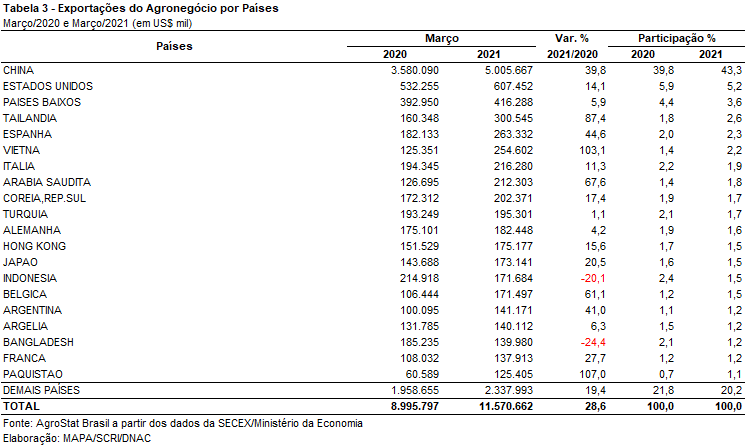 Tabela 3 - Exportações do Agronegócio por Países
Março/2020 e Março/2021 (em US$ mil)
Países Março Var. % Participação %
2020 2021 2021/2020 2020 2021
CHINA 3.580.090 5.005.667 39,8 39,8 43,3
ESTADOS UNIDOS 532.255 607.452 14,1 5,9 5,2
PAISES BAIXOS 392.950 416.288 5,9 4,4 3,6
TAILANDIA 160.348 300.545 87,4 1,8 2,6
ESPANHA 182.133 263.332 44,6 2,0 2,3
VIETNA 125.351 254.602 103,1 1,4 2,2
ITALIA 194.345 216.280 11,3 2,2 1,9
ARABIA SAUDITA 126.695 212.303 67,6 1,4 1,8
COREIA,REP.SUL 172.312 202.371 17,4 1,9 1,7
TURQUIA 193.249 195.301 1,1 2,1 1,7
ALEMANHA 175.101 182.448 4,2 1,9 1,6
HONG KONG 151.529 175.177 15,6 1,7 1,5
JAPAO 143.688 173.141 20,5 1,6 1,5
INDONESIA 214.918 171.684 -20,1 2,4 1,5
BELGICA 106.444 171.497 61,1 1,2 1,5
ARGENTINA 100.095 141.171 41,0 1,1 1,2
ARGELIA 131.785 140.112 6,3 1,5 1,2
BANGLADESH 185.235 139.980 -24,4 2,1 1,2
FRANCA 108.032 137.913 27,7 1,2 1,2
PAQUISTAO 60.589 125.405 107,0 0,7 1,1
DEMAIS PAÍSES 1.958.655 2.337.993 19,4 21,8 20,2
TOTAL 8.995.797 11.570.662 28,6 100,0 100,0
Fonte: AgroStat Brasil a partir dos dados da SECEX/Ministério da Economia
Elaboração: MAPA/SCRI/DNAC